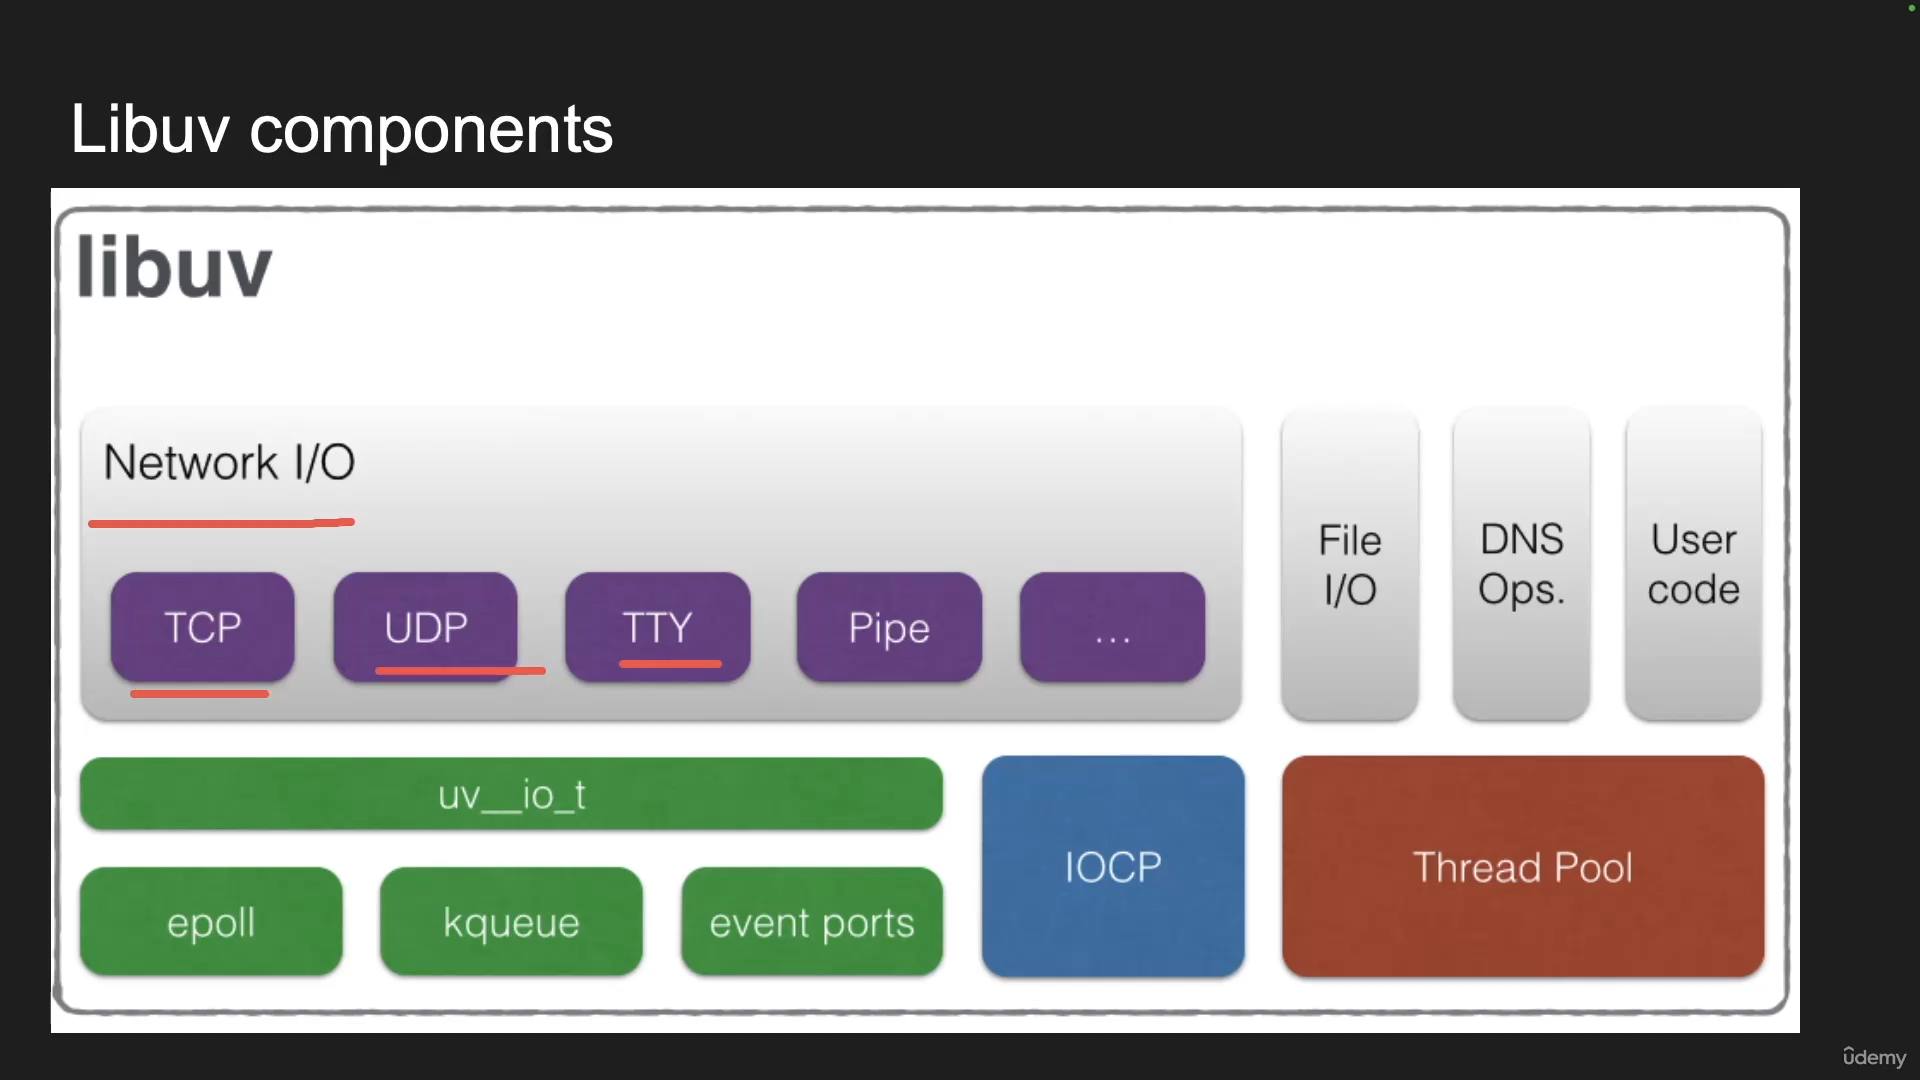 Libuv components
libuv
Network I/O
TCP
UDP
TTY
Pipe
...
File
I/O
DNS
Ops.
User
code
uv__io_t
epoll
kqueue
event ports
IOCP
Thread Pool
ûdemy